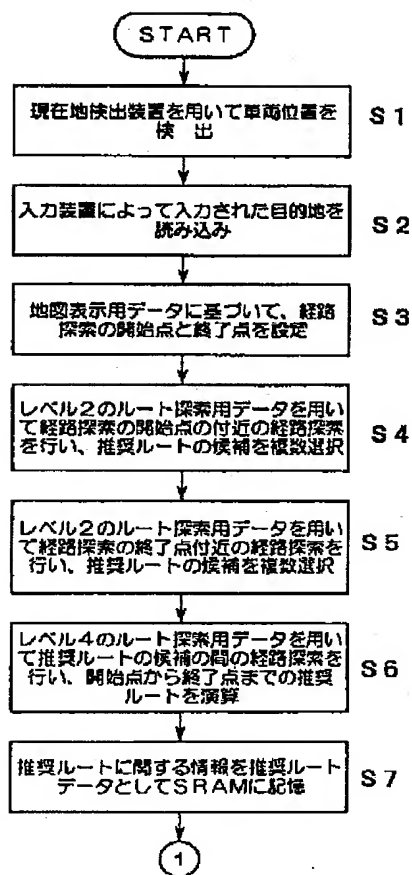 START
現在地検出装置を用いて車両位置を
検 出
S1
入力装置によって入力された目的地を
読み込み
S2
地図表示用データに基づいて、経路
探索の開始点と終了点を設定
S3
レベル2のルート探索用データを用い
て経路探索の開始点の付近の経路探索
を行い、推奨ルートの候補を複数選択
S4
レベル2のルート探索用データを用い
て経路探索の終了点付近の経路探索を
行い、推奨ルートの候補を複数選択
S5
レベル4のルート探索用データを用い
て推奨ルートの候補の間の経路探索を
行い、開始点から終了点までの推奨
ルートを演算
S6
推奨ルートに関する情報を推奨ルート
データとしてSRAMに記憶
S7
1